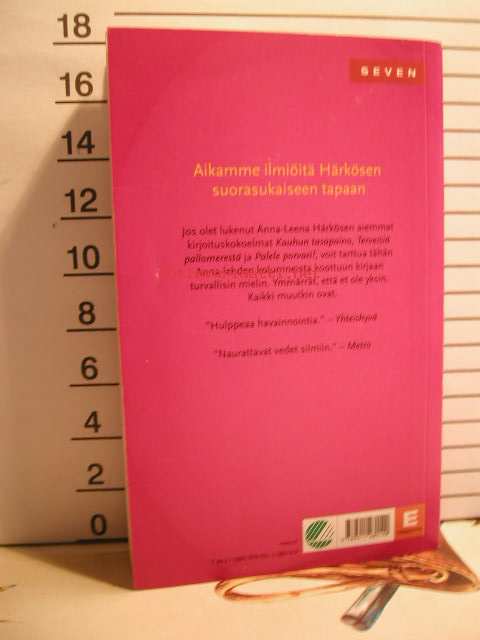 18
16
14
12
10
8
6
4
2
0
SEVEN
Aikamme ilmiöitä Härkösen
suorasukaiseen tapaan
Jos olet lukenut Anna-Leena Härkösen aiemmat
kirjoituskokoelmat Kauhun tasapaino, Terveisiä
pallomerestä ja Palele porvari!, voit tarttua tähän
Anna-lehden kolumneista koottuun kirjaan
turvallisin mielin. Ymmärrät, että et ole yksin.
Kaikki muutkin ovat.
"Hulppeaa havainnointia." – Yhteishyvä
"Naurattavat vedet silmiin." – Metro
E